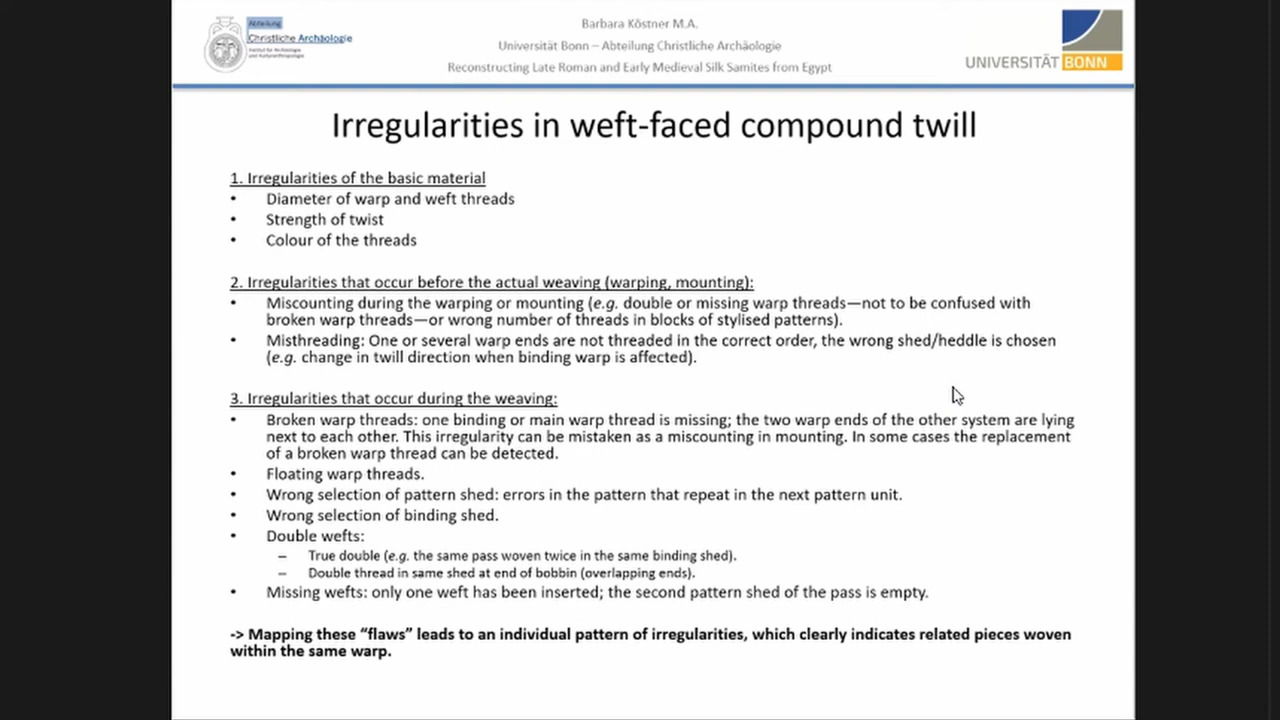 Abteilung
Christliche Archäologie
Institut für Archäologie
und Kulturanthropologie
Barbara Köstner M.A.
Universität Bonn – Abteilung Christliche Archäologie
Reconstructing Late Roman and Early Medieval Silk Samites from Egypt
UNIVERSITÄT BONN
Irregularities in weft-faced compound twill
1. Irregularities of the basic material
• Diameter of warp and weft threads
• Strength of twist
• Colour of the threads
2. Irregularities that occur before the actual weaving (warping, mounting):
• Miscounting during the warping or mounting (e.g. double or missing warp threads—not to be confused with
broken warp threads—or wrong number of threads in blocks of stylised patterns).
• Misthreading: One or several warp ends are not threaded in the correct order, the wrong shed/heddle is chosen
(e.g. change in twill direction when binding warp is affected).
3. Irregularities that occur during the weaving:
• Broken warp threads: one binding or main warp thread is missing; the two warp ends of the other system are lying
next to each other. This irregularity can be mistaken as a miscounting in mounting. In some cases the replacement
of a broken warp thread can be detected.
• Floating warp threads.
• Wrong selection of pattern shed: errors in the pattern that repeat in the next pattern unit.
• Wrong selection of binding shed.
• Double wefts:
– True double (e.g. the same pass woven twice in the same binding shed).
– Double thread in same shed at end of bobbin (overlapping ends).
• Missing wefts: only one weft has been inserted; the second pattern shed of the pass is empty.
-> Mapping these “flaws” leads to an individual pattern of irregularities, which clearly indicates related pieces woven
within the same warp.